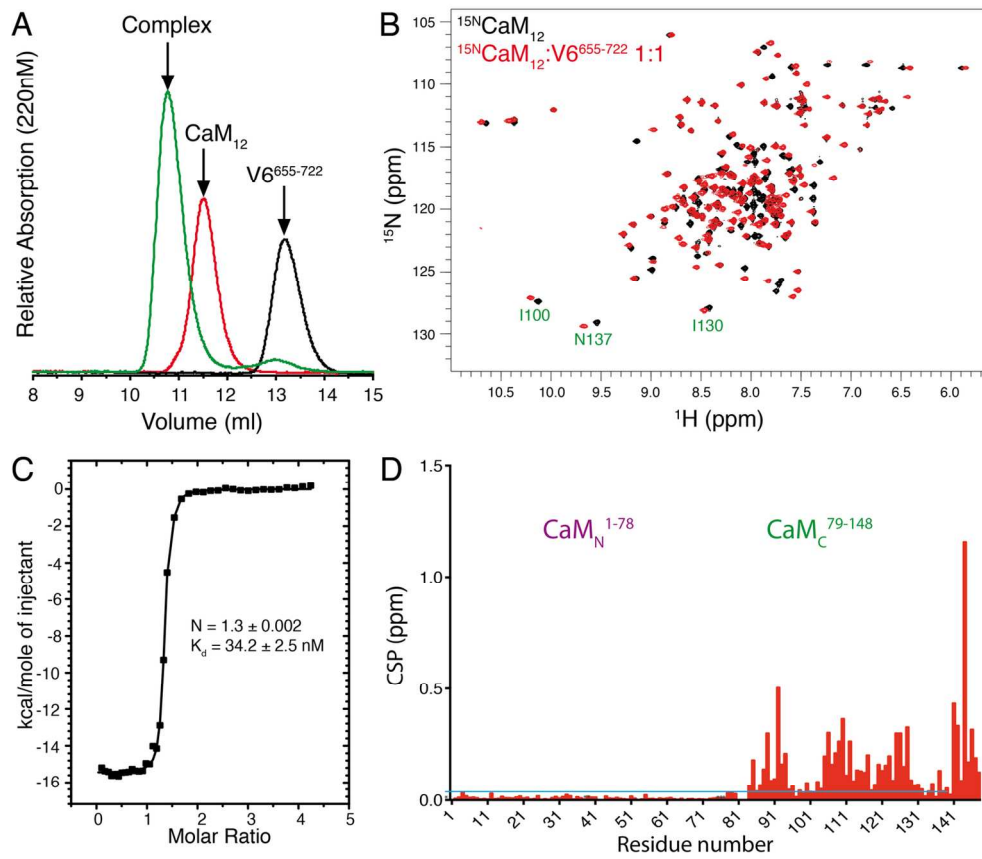 A
Complex
CaM12
V6655-722
Relative Absorption (220nM)
8 9 10 11 12 13 14 15
Volume (ml)
B
15NCaM12
15NCaM12:V6655-722 1:1
105
110
115
120
125
130
15N (ppm)
I100
N137
I130
10.5 10.0 9.5 9.0 8.5 8.0 7.5 7.0 6.5 6.0
1H (ppm)
C
0
-2
-4
-6
-8
-10
-12
-14
-16
kcal/mole of injectant
N = 1.3 ± 0.002
Kd = 34.2 ± 2.5 nM
0 1 2 3 4 5
Molar Ratio
D
1.5
1.0
0.5
0.0
CSP (ppm)
CaMN1-78
CaMC79-148
1 11 21 31 41 51 61 71 81 91 101 111 121 131 141
Residue number